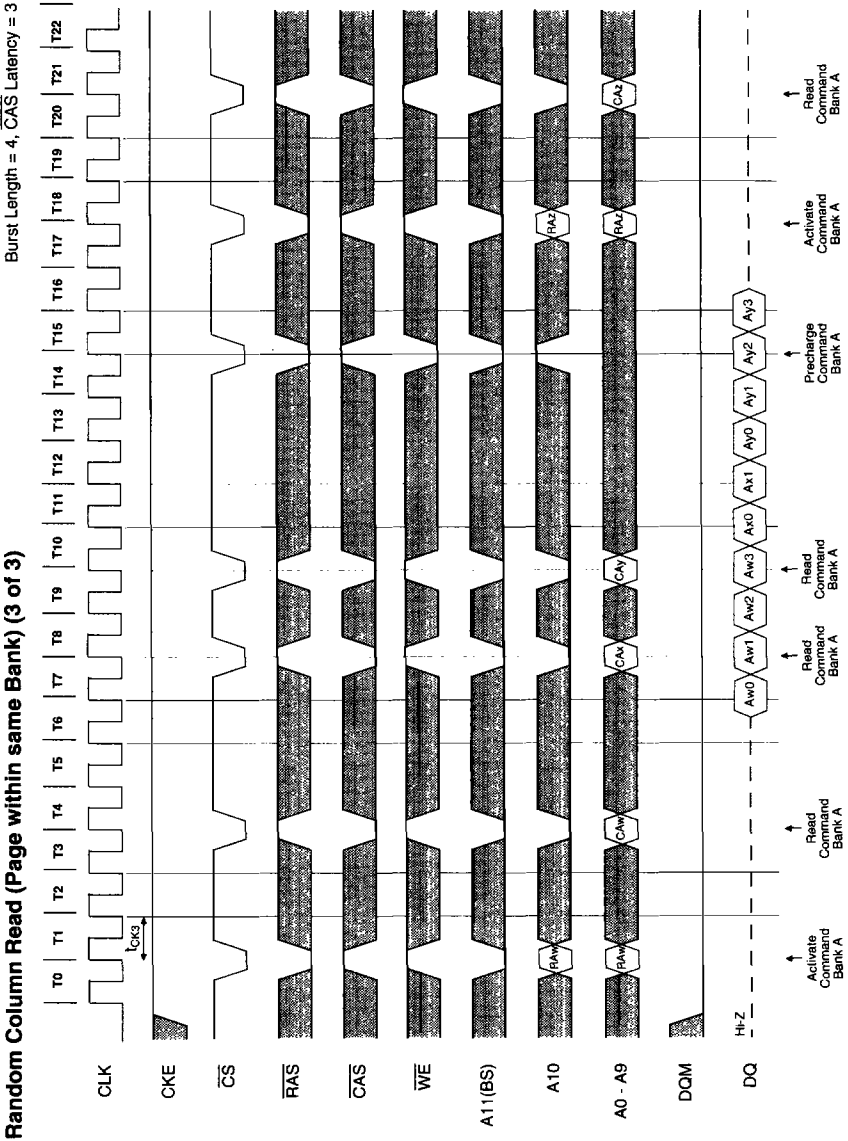 Random Column Read (Page within same Bank) (3 of 3)
Burst Length = 4, CAS Latency = 3
T0 T1 T2 T3 T4 T5 T6 T7 T8 T9 T10 T11 T12 T13 T14 T15 T16 T17 T18 T19 T20 T21 T22
CLK
tCK3
CKE
CS
RAS
CAS
WE
A11(BS)
A10
RAw RAz
A0 - A9
RAw CAw CAx CAy RAz CAz
DQM
DQ
Hi-Z
Aw0 Aw1 Aw2 Aw3 Ax0 Ax1 Ay0 Ay1 Ay2 Ay3
Activate
Command
Bank A
Read
Command
Bank A
Read
Command
Bank A
Read
Command
Bank A
Precharge
Command
Bank A
Activate
Command
Bank A
Read
Command
Bank A